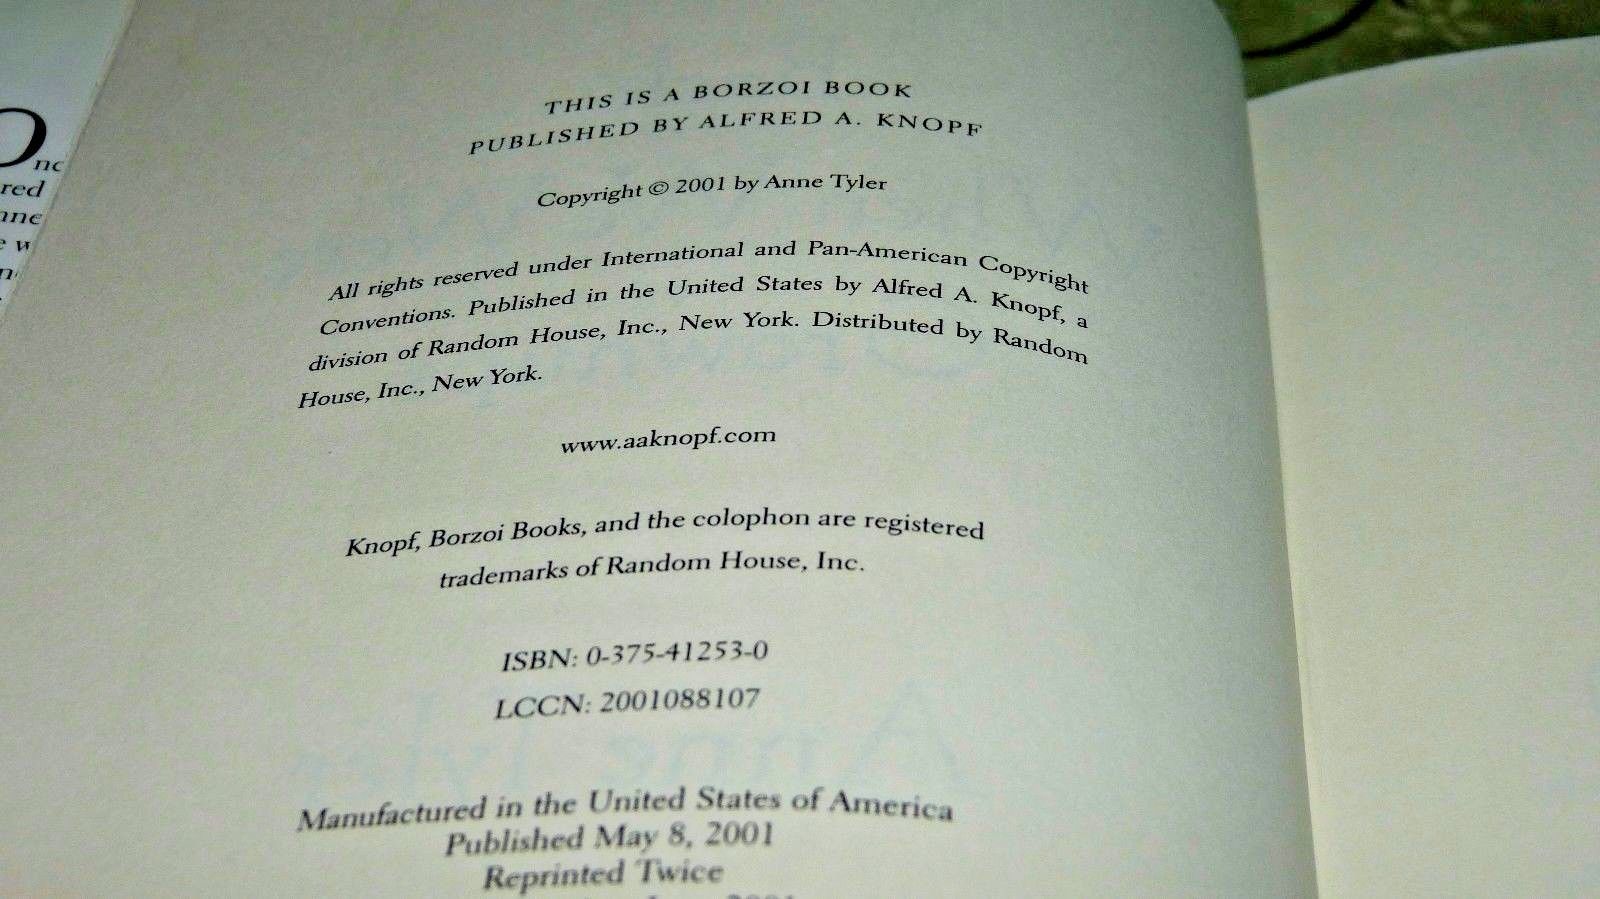 THIS IS A BORZOI BOOK
PUBLISHED BY ALFRED A. KNOPF
Copyright © 2001 by Anne Tyler
All rights reserved under International and Pan-American Copyright
Conventions. Published in the United States by Alfred A. Knopf, a
division of Random House, Inc., New York. Distributed by Random
House, Inc., New York.
www.aaknopf.com
Knopf, Borzoi Books, and the colophon are registered
trademarks of Random House, Inc.
ISBN: 0-375-41253-0
LCCN: 2001088107
Manufactured in the United States of America
Published May 8, 2001
Reprinted Twice